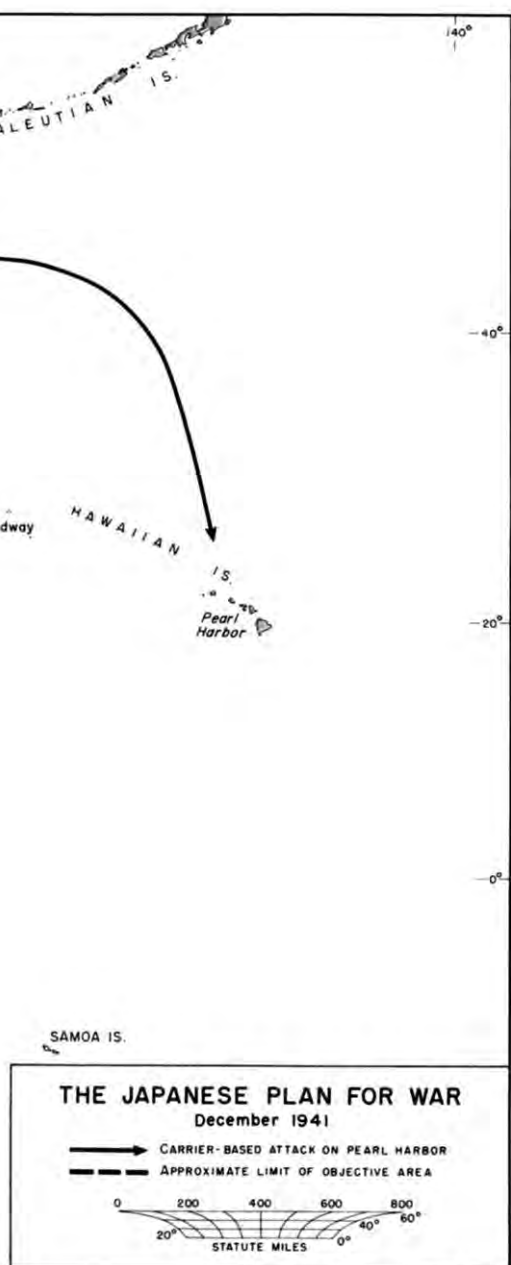 140°
ALEUTIAN IS.
40°
dway
HAWAIIAN IS.
Pearl
Harbor
20°
0°
SAMOA IS.
THE JAPANESE PLAN FOR WAR
December 1941
CARRIER-BASED ATTACK ON PEARL HARBOR
APPROXIMATE LIMIT OF OBJECTIVE AREA
0 200 400 600 800
60°
40°
20° 0°
STATUTE MILES